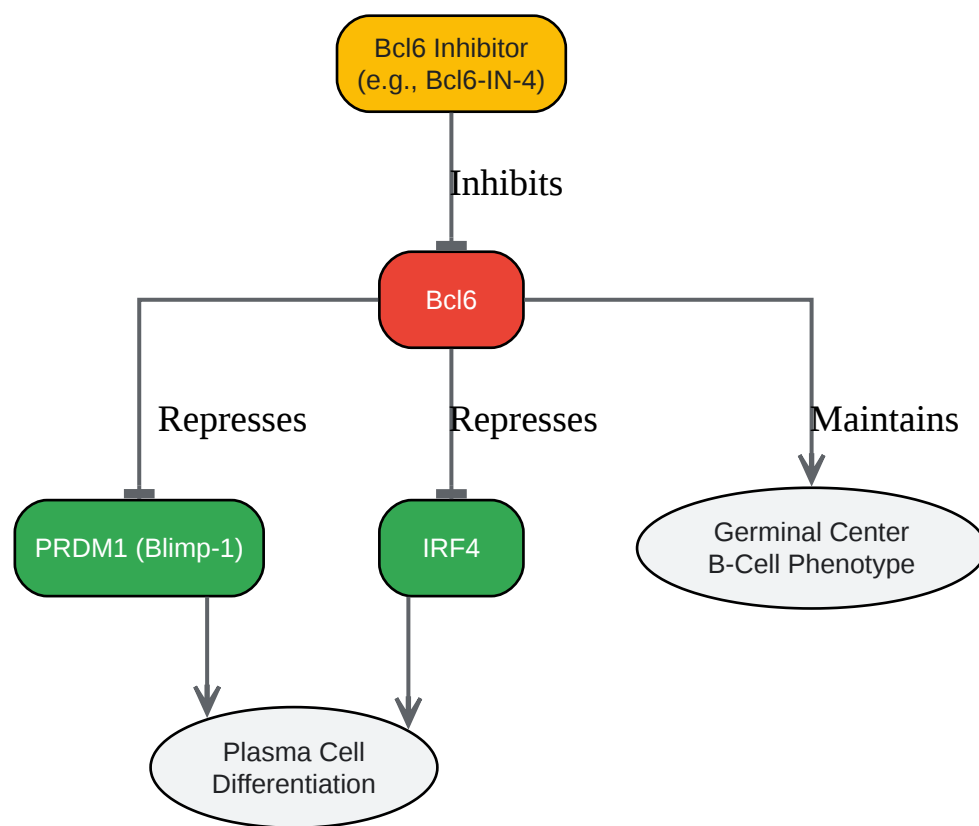 Bcl6 Inhibitor
(e.g., Bcl6-IN-4)
Inhibits
Bcl6
Represses
Represses
Maintains
PRDM1 (Blimp-1)
IRF4
Germinal Center
B-Cell Phenotype
Plasma Cell
Differentiation